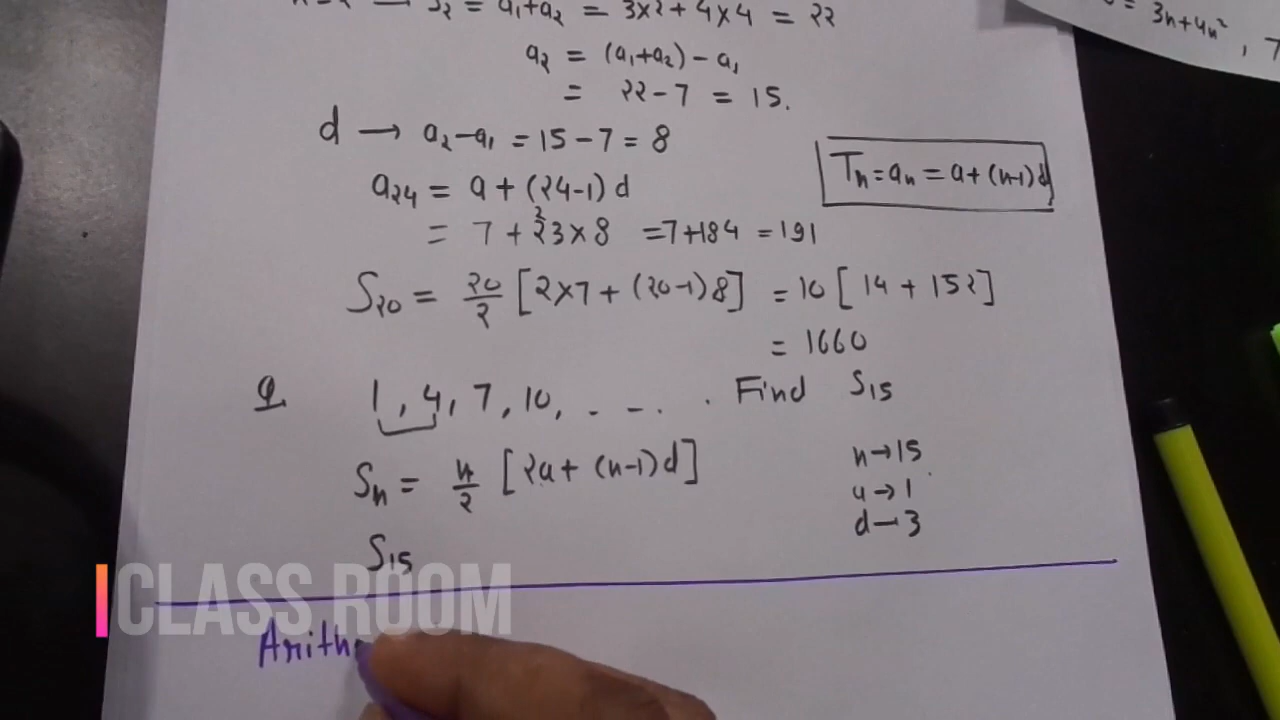 S₂ = a₁+a₂ = 3×2 + 4×4 = 22
= 3n+4n² , 7
a₂ = (a₁+a₂) - a₁
= 22 - 7 = 15.
d → a₂-a₁ = 15 - 7 = 8
Tₙ = aₙ = a + (n-1)d
a₂₄ = a + (24-1) d
= 7 + 23 × 8 = 7+184 = 191
S₂₀ = 20/2 [2×7 + (20-1) 8] = 10 [14 + 152]
= 1660
Q 1, 4, 7, 10, - - . . Find S₁₅
Sₙ = n/2 [2a + (n-1)d]
n → 15
a → 1
d - 3
S₁₅
CLASS ROOM
Arith